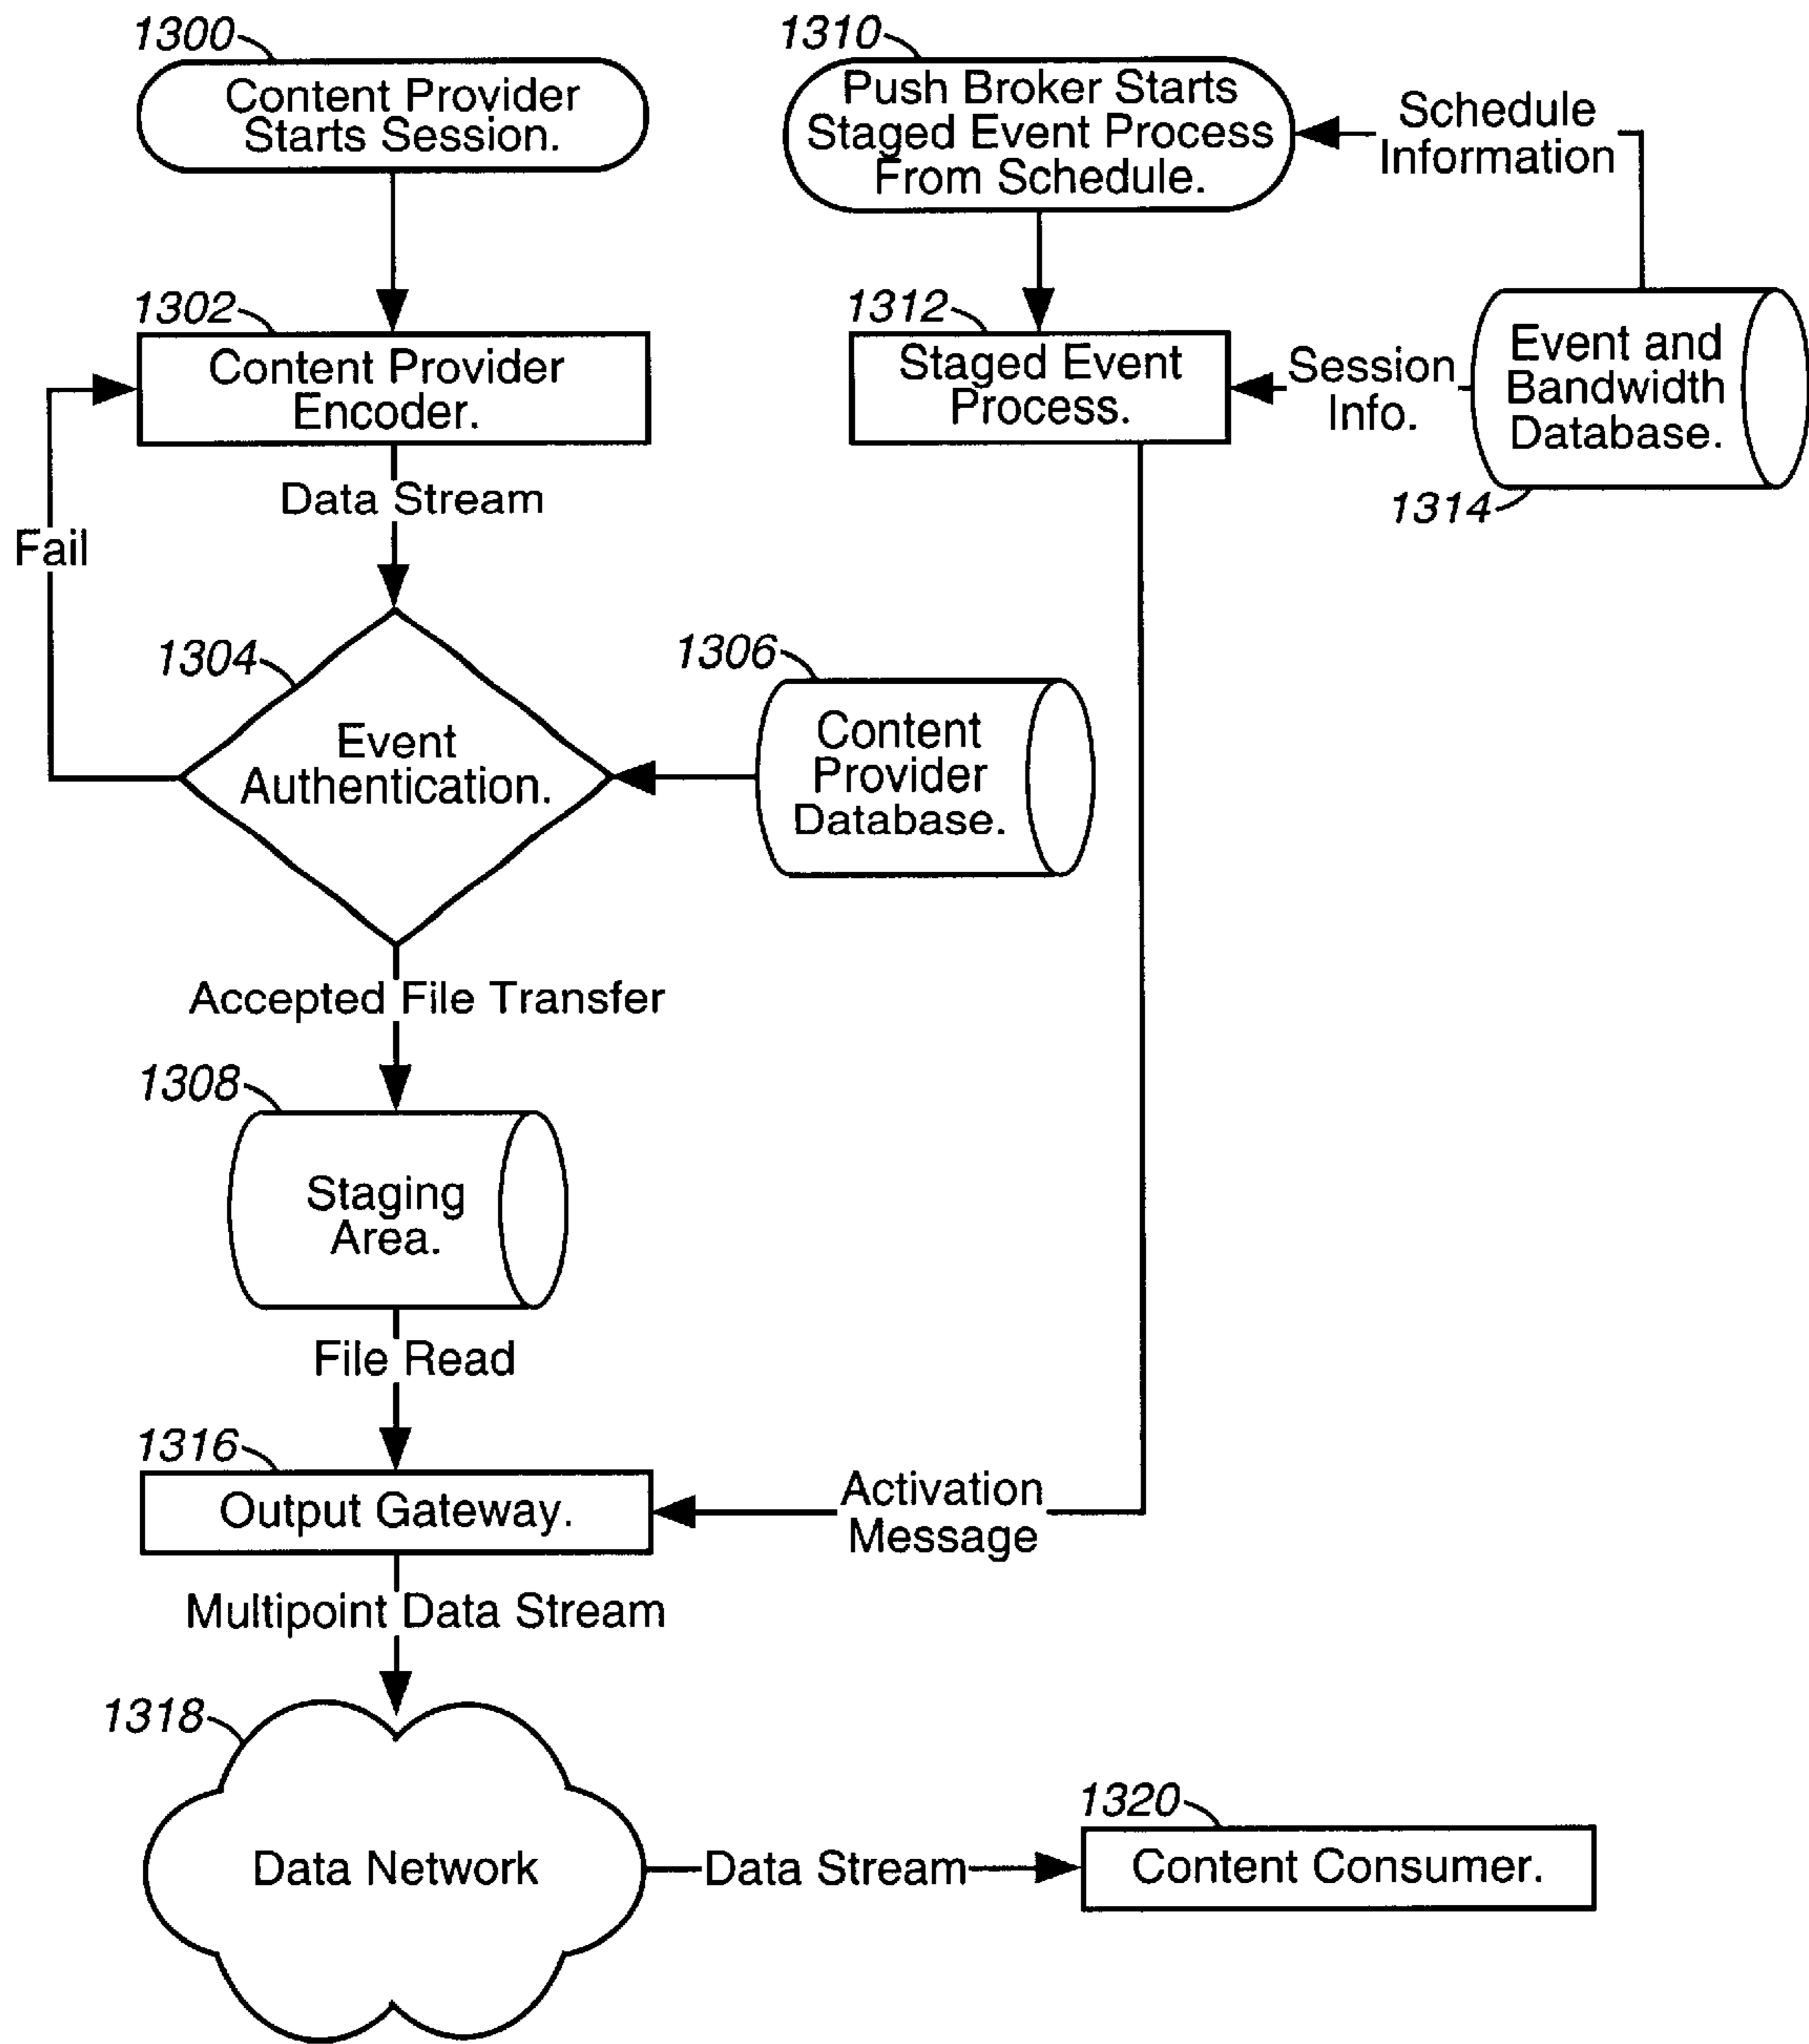 1300
Content Provider
Starts Session.
1310
Push Broker Starts
Staged Event Process
From Schedule.
Schedule
Information
1302
Content Provider
Encoder.
1312
Staged Event
Process.
Session
Info.
Event and
Bandwidth
Database.
1314
Data Stream
Fail
1304
Event
Authentication.
1306
Content
Provider
Database.
Accepted File Transfer
1308
Staging
Area.
File Read
1316
Output Gateway.
Activation
Message
Multipoint Data Stream
1318
Data Network
Data Stream
1320
Content Consumer.